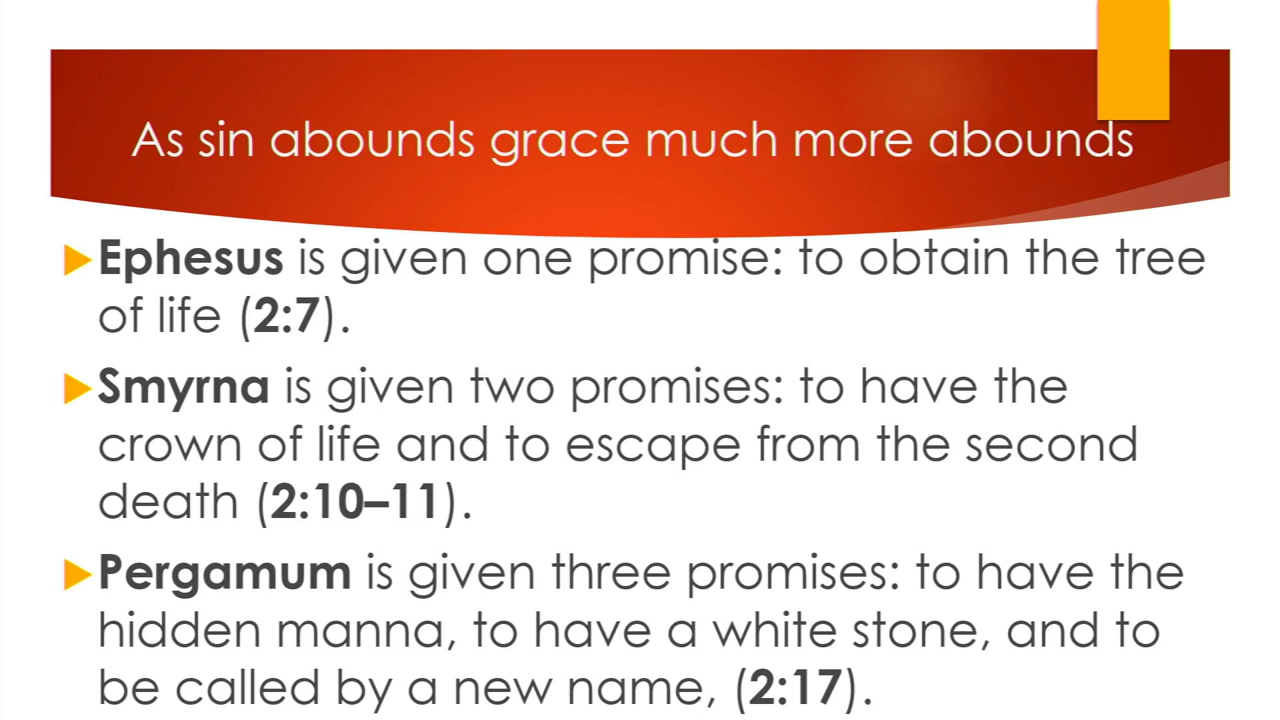 As sin abounds grace much more abounds
Ephesus is given one promise: to obtain the tree
of life (2:7).
Smyrna is given two promises: to have the
crown of life and to escape from the second
death (2:10–11).
Pergamum is given three promises: to have the
hidden manna, to have a white stone, and to
be called by a new name, (2:17).